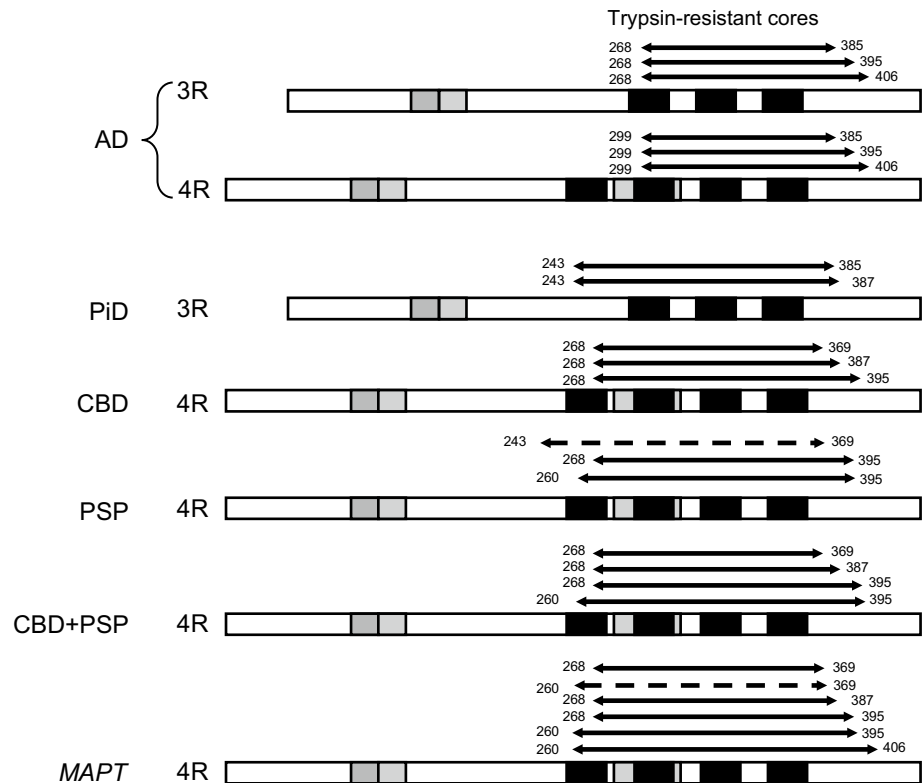 Trypsin-resistant cores
268 385
268 395
268 406
3R
AD
299 385
299 395
299 406
4R
243 385
243 387
PiD 3R
268 369
268 387
268 395
CBD 4R
243 369
268 395
260 395
PSP 4R
268 369
268 387
268 395
260 395
CBD+PSP 4R
268 369
260 369
268 387
268 395
260 395
260 406
MAPT 4R